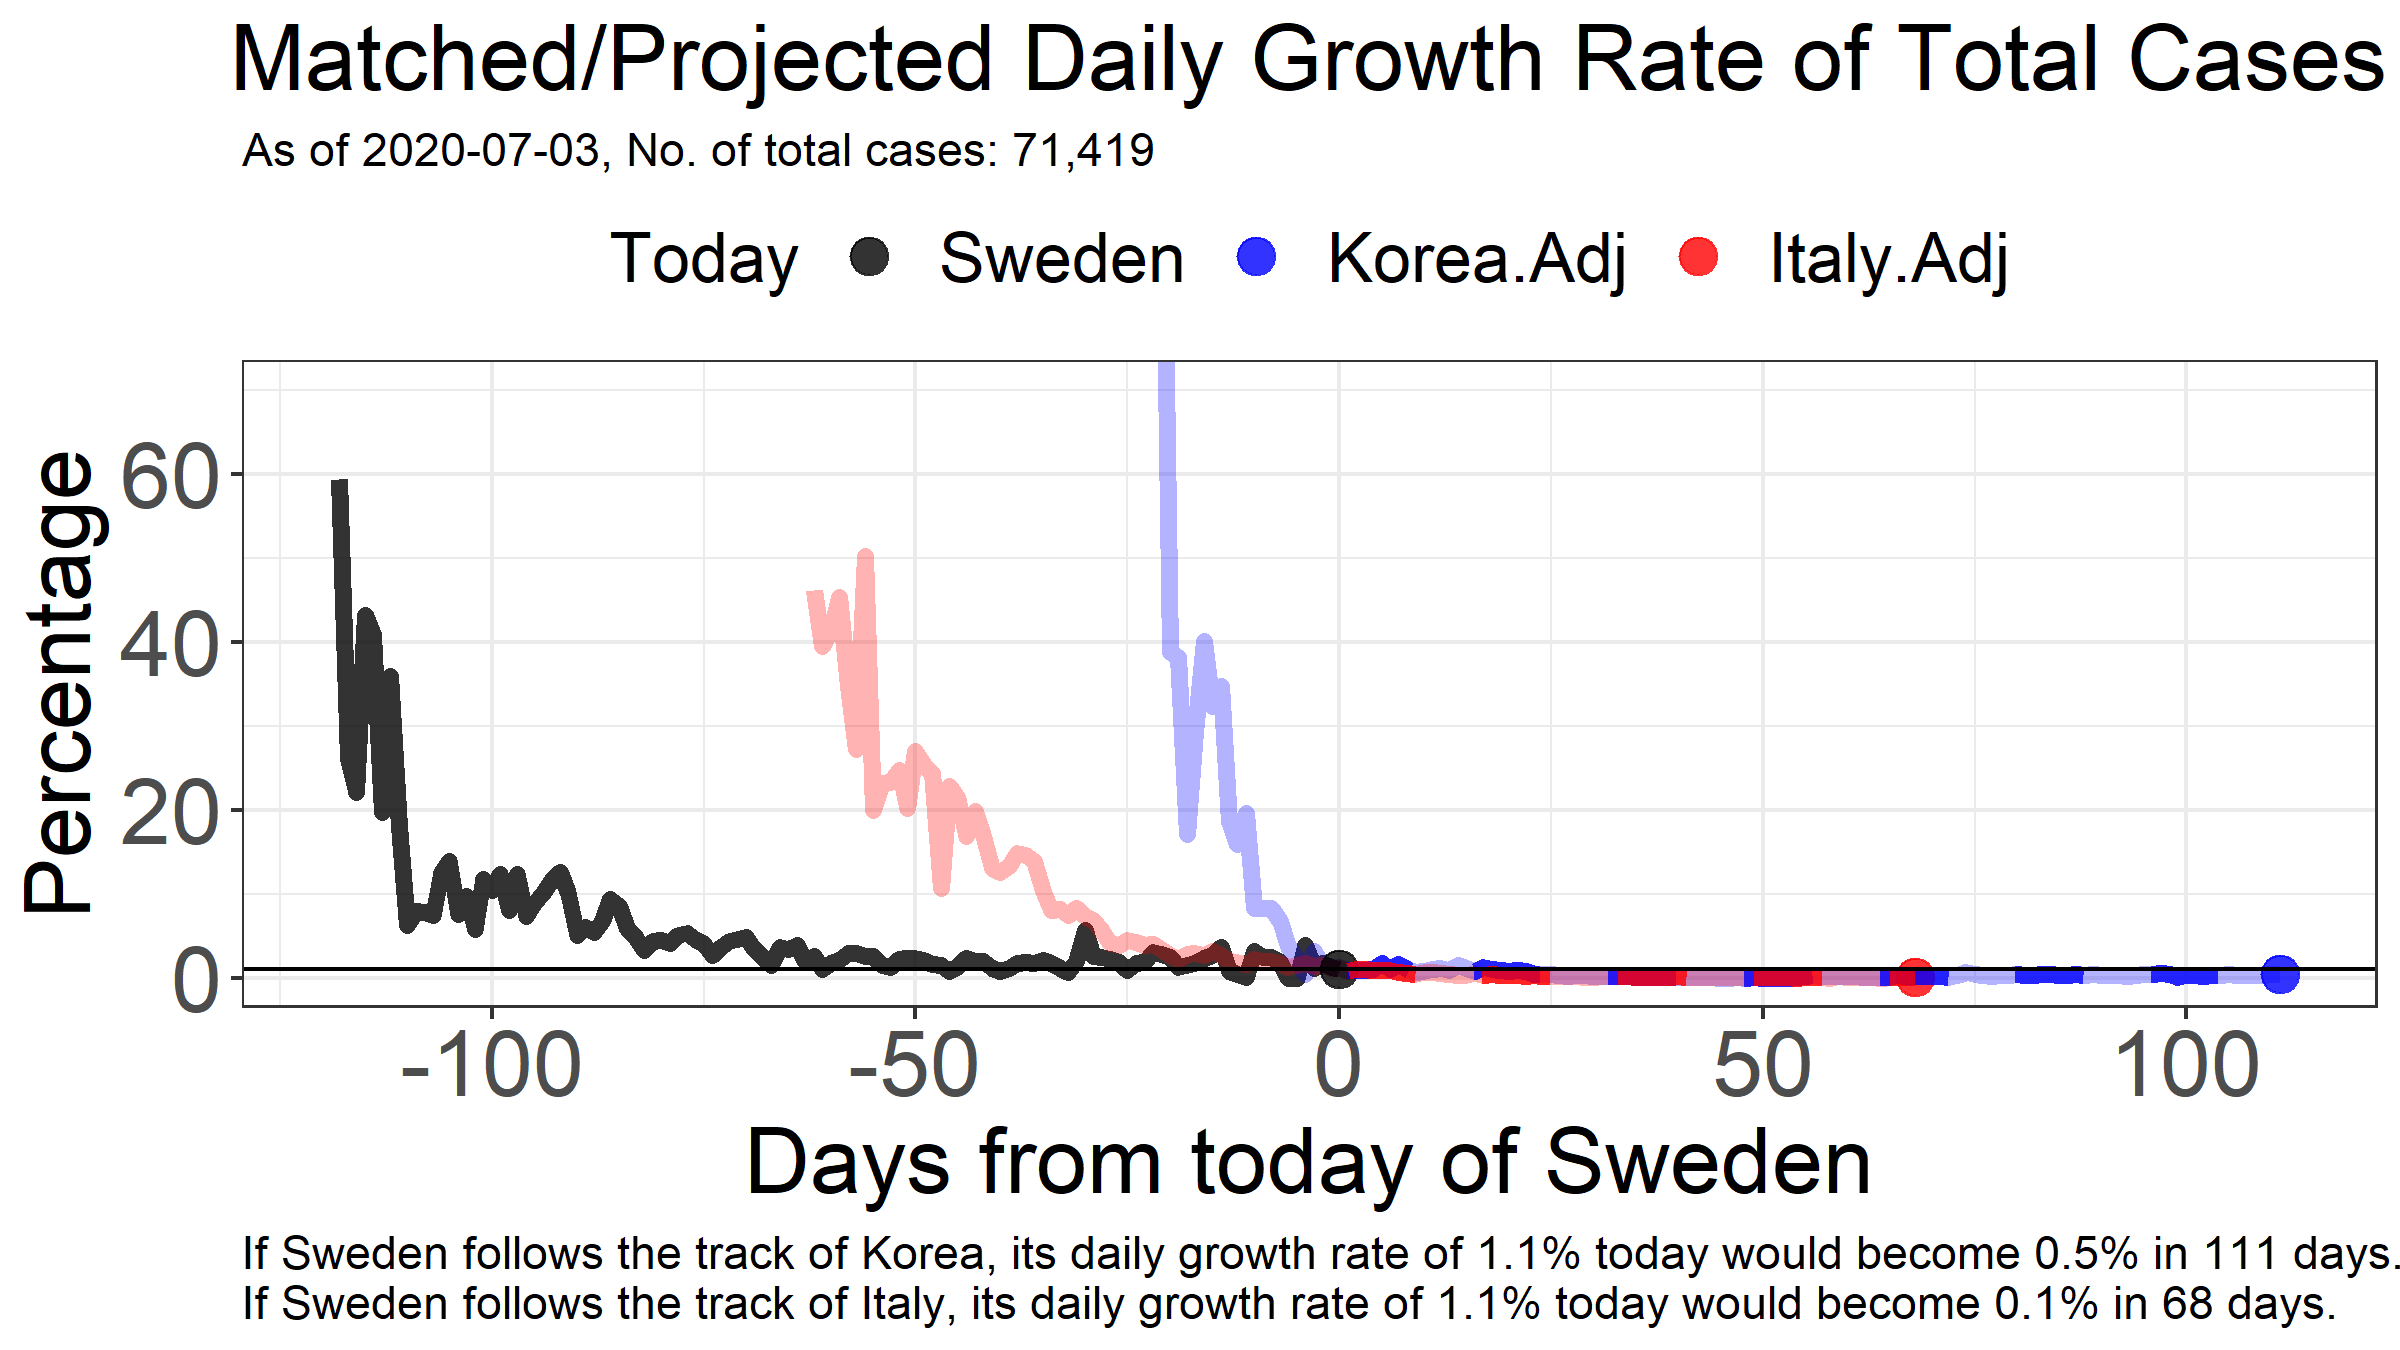 Matched/Projected Daily Growth Rate of Total Cases
As of 2020-07-03, No. of total cases: 71,419
Today Sweden Korea.Adj Italy.Adj
Percentage
60
40
20
0
-100 -50 0 50 100
Days from today of Sweden
If Sweden follows the track of Korea, its daily growth rate of 1.1% today would become 0.5% in 111 days.
If Sweden follows the track of Italy, its daily growth rate of 1.1% today would become 0.1% in 68 days.